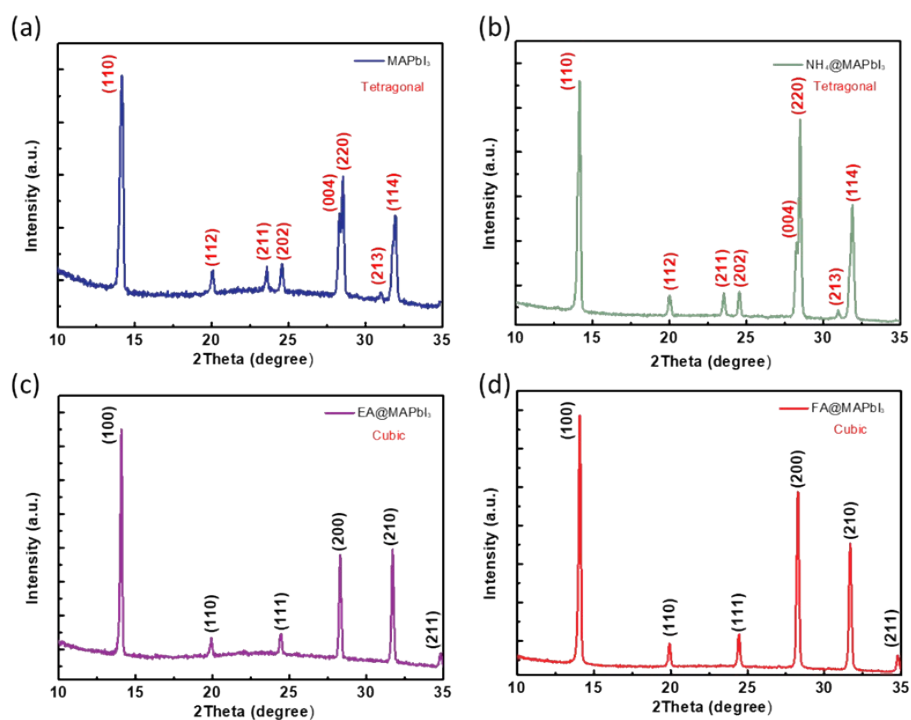 (a)
MAPbI₃
Tetragonal
(110)
(112)
(211)
(202)
(004)
(220)
(213)
(114)
Intensity (a.u.)
10 15 20 25 30 35
2Theta (degree)
(b)
NH₄@MAPbI₃
Tetragonal
(110)
(112)
(211)
(202)
(004)
(220)
(213)
(114)
Intensity (a.u.)
10 15 20 25 30 35
2Theta (degree)
(c)
EA@MAPbI₃
Cubic
(100)
(110)
(111)
(200)
(210)
(211)
Intensity (a.u.)
10 15 20 25 30 35
2Theta (degree)
(d)
FA@MAPbI₃
Cubic
(100)
(110)
(111)
(200)
(210)
(211)
Intensity (a.u.)
10 15 20 25 30 35
2Theta (degree)